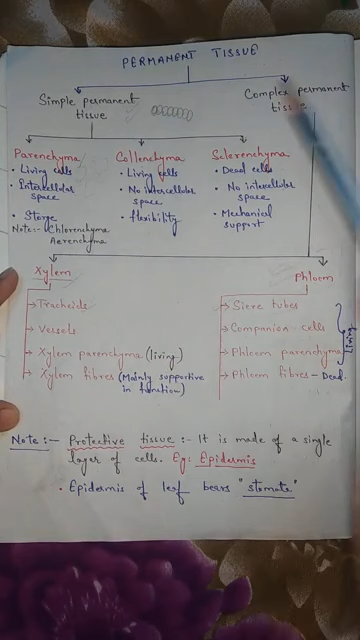 PERMANENT TISSUE
Simple permanent
tissue
Complex permanent
tissue
Parenchyma
• Living cells
• Intercellular
space
• Storge
Note:- Chlorenchyma
Aerenchyma
Collenchyma
• Living cells
• No intercellular
space
• flexibility
Sclerenchyma
• Dead cells
• No intercellular
space
• Mechanical
support
Xylem
Tracheids
Vessels
Xylem parenchyma (living)
Xylem fibres (Mainly supportive
in function)
Phloem
Sieve tubes
Companion cells
Phloem parenchyma
Phloem fibres - Dead.
living
Note :- Protective tissue :- It is made of a single
layer of cells. Eg: Epidermis
• Epidermis of leaf bears "stomata"